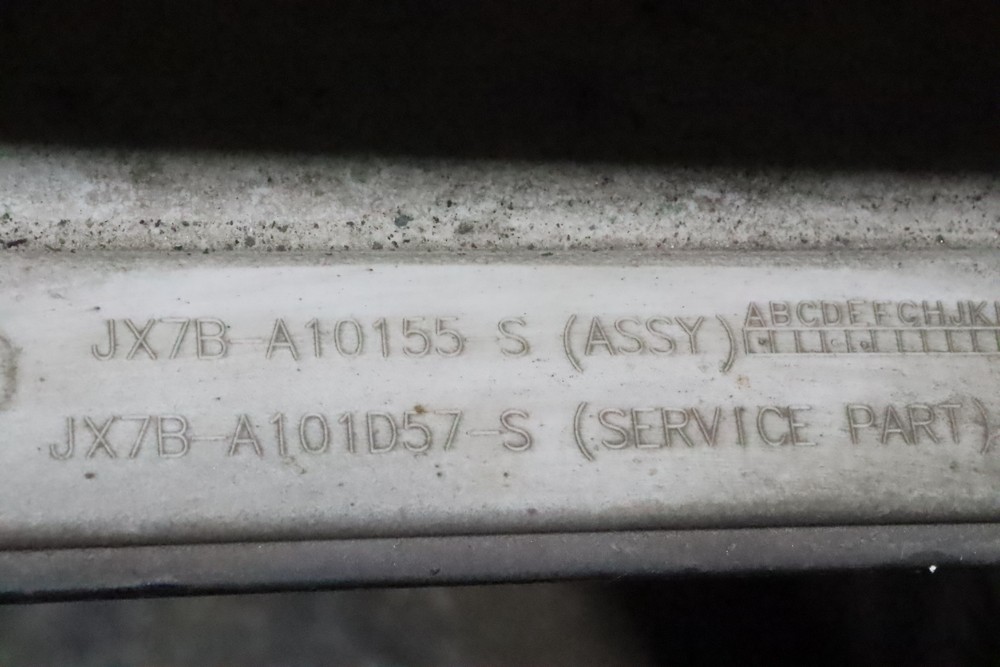 JX7B-A10155 S (ASSY)
ABCDEFGHJK
JX7B-A101D57-S (SERVICE PART)